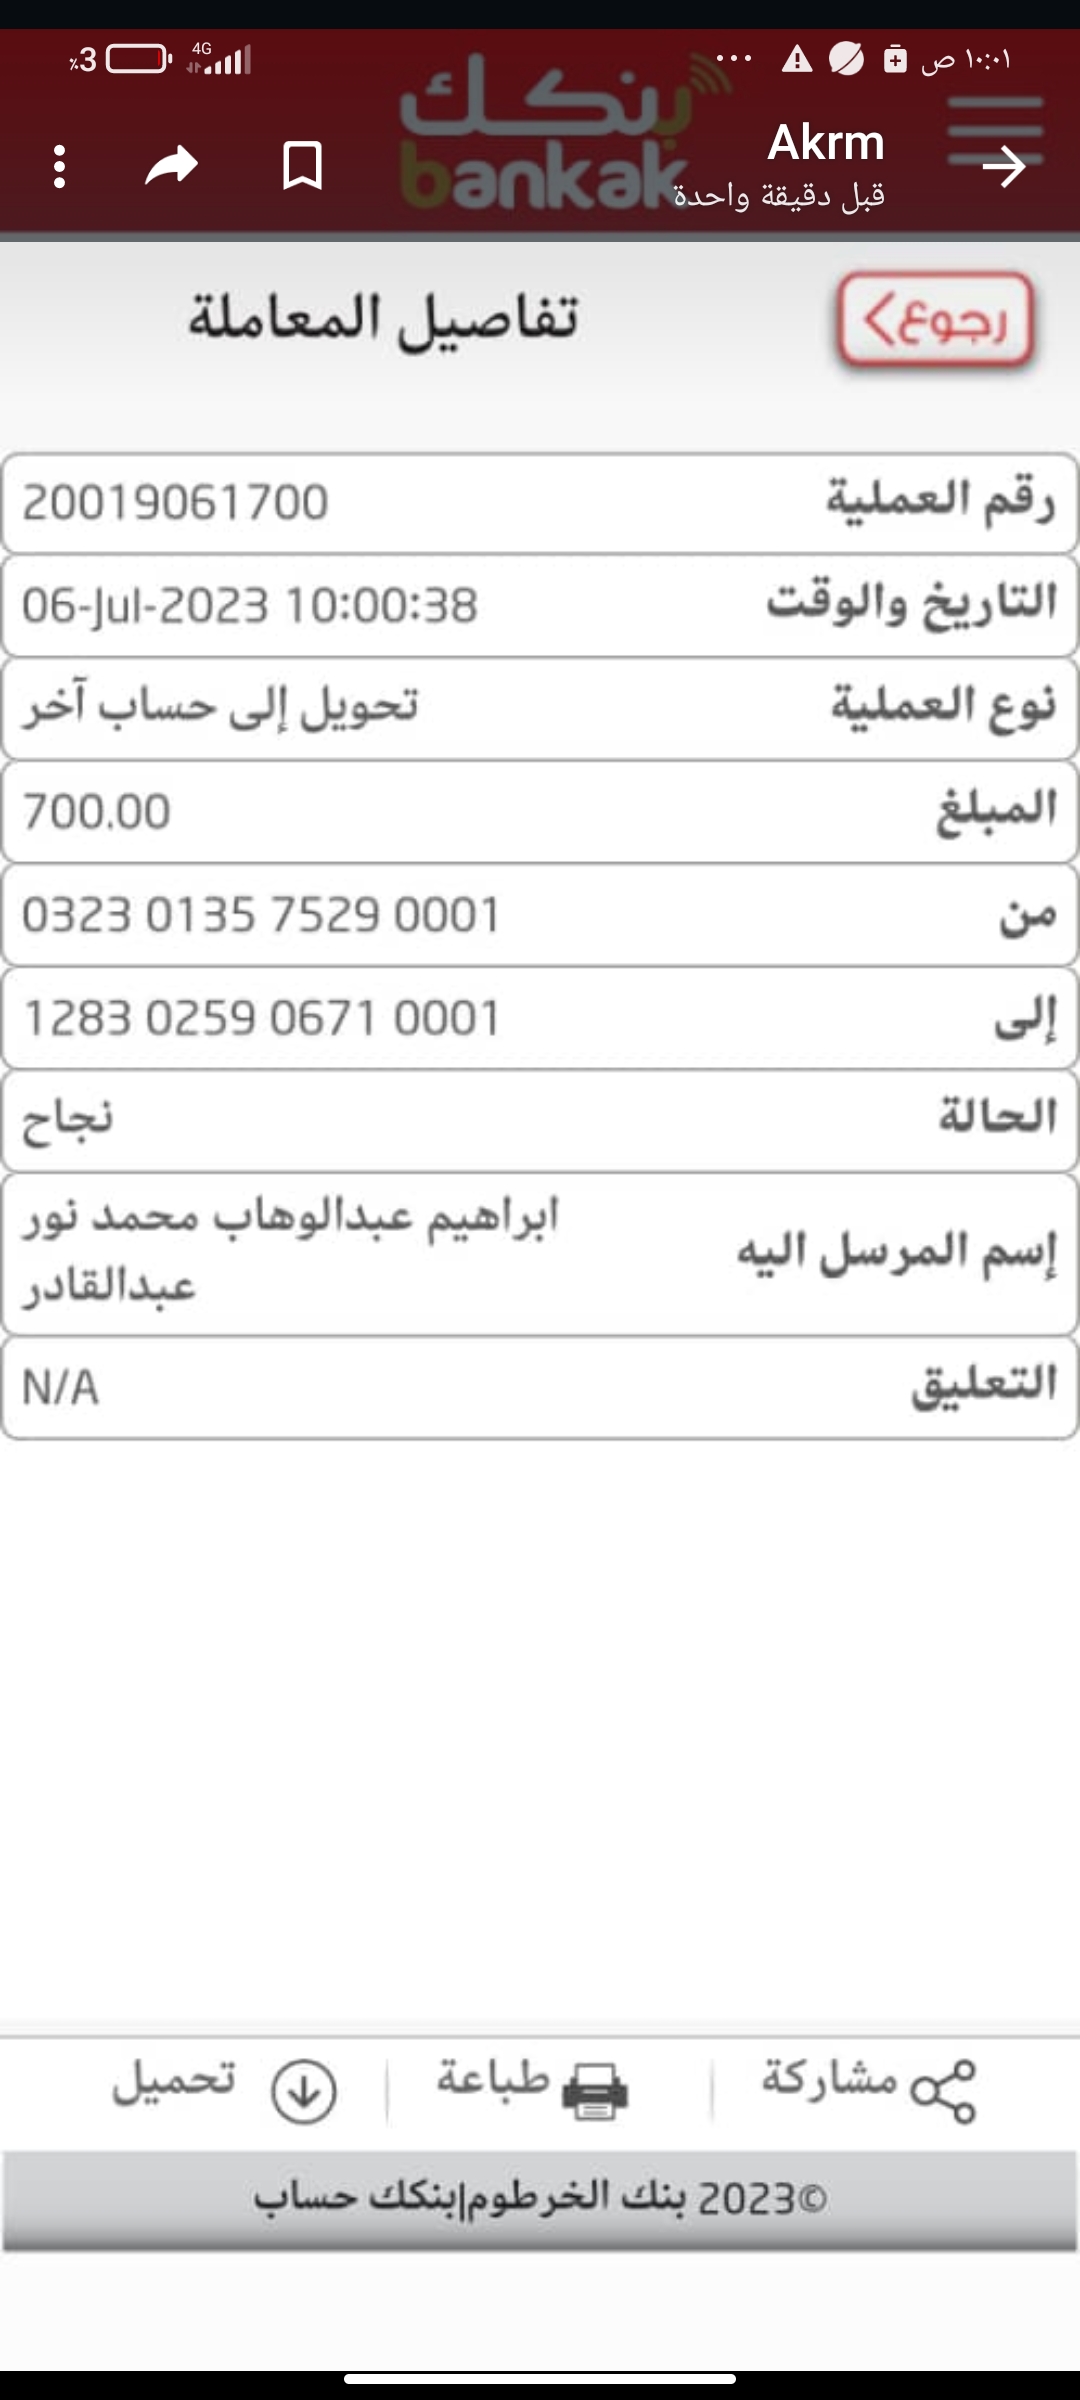 ٪3 4G ١٠:٠١ ص
بنكك
bankak
Akrm
قبل دقيقة واحدة
رجوع
تفاصيل المعاملة
رقم العملية 20019061700
التاريخ والوقت 06-Jul-2023 10:00:38
نوع العملية تحويل إلى حساب آخر
المبلغ 700.00
من 0323 0135 7529 0001
إلى 1283 0259 0671 0001
الحالة نجاح
إسم المرسل اليه ابراهيم عبدالوهاب محمد نور
عبدالقادر
التعليق N/A
مشاركة طباعة تحميل
©2023 بنك الخرطوم|بنكك حساب